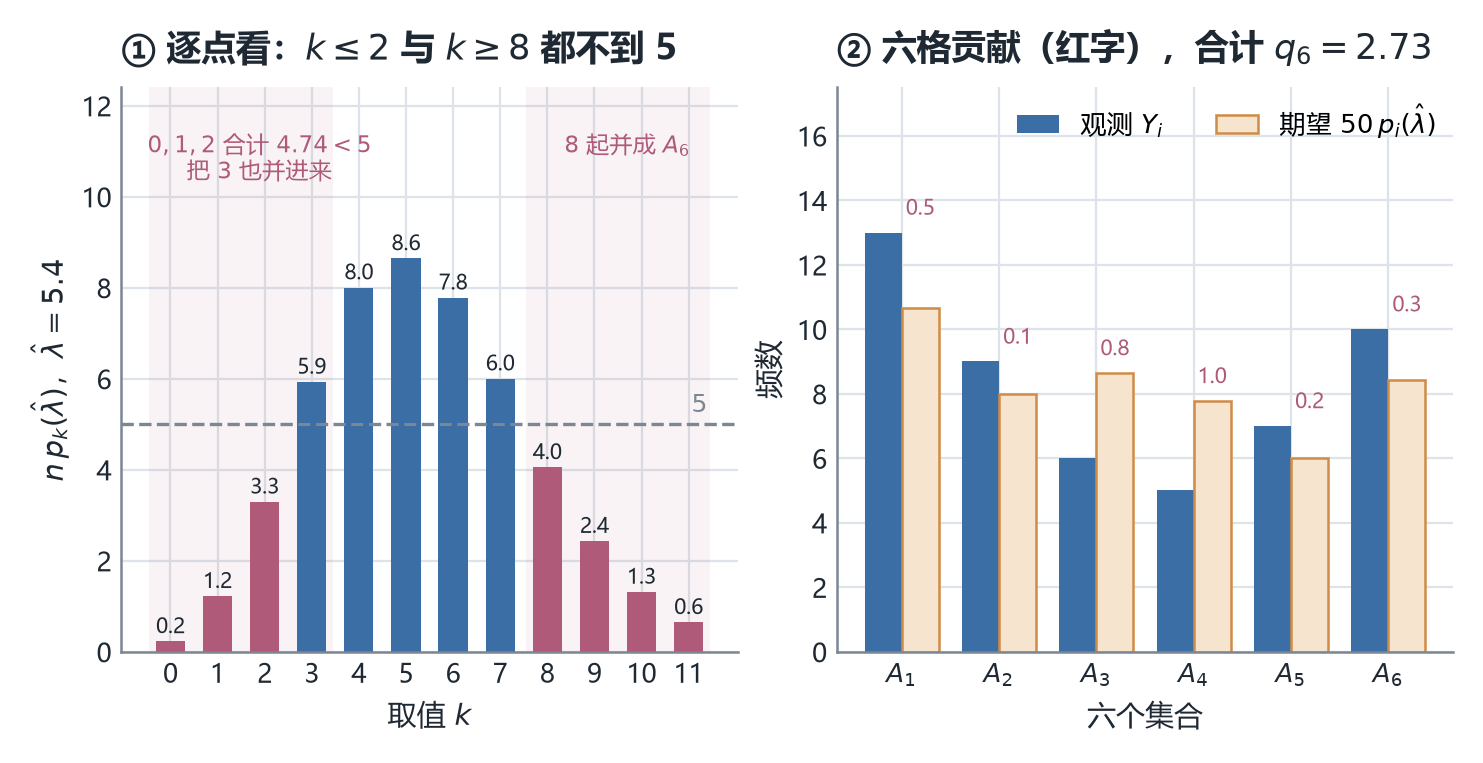 ① 逐点看：k ≤ 2 与 k ≥ 8 都不到 5
12
10
8
6
4
2
0
n p_k(λ̂), λ̂ = 5.4
0, 1, 2 合计 4.74 < 5
把 3 也并进来
8 起并成 A₆
5
0.2
1.2
3.3
5.9
8.0
8.6
7.8
6.0
4.0
2.4
1.3
0.6
0 1 2 3 4 5 6 7 8 9 10 11
取值 k
② 六格贡献（红字），合计 q₆ = 2.73
观测 Y_i
期望 50 p_i(λ̂)
16
14
12
10
8
6
4
2
0
频数
0.5
0.1
0.8
1.0
0.2
0.3
A₁ A₂ A₃ A₄ A₅ A₆
六个集合